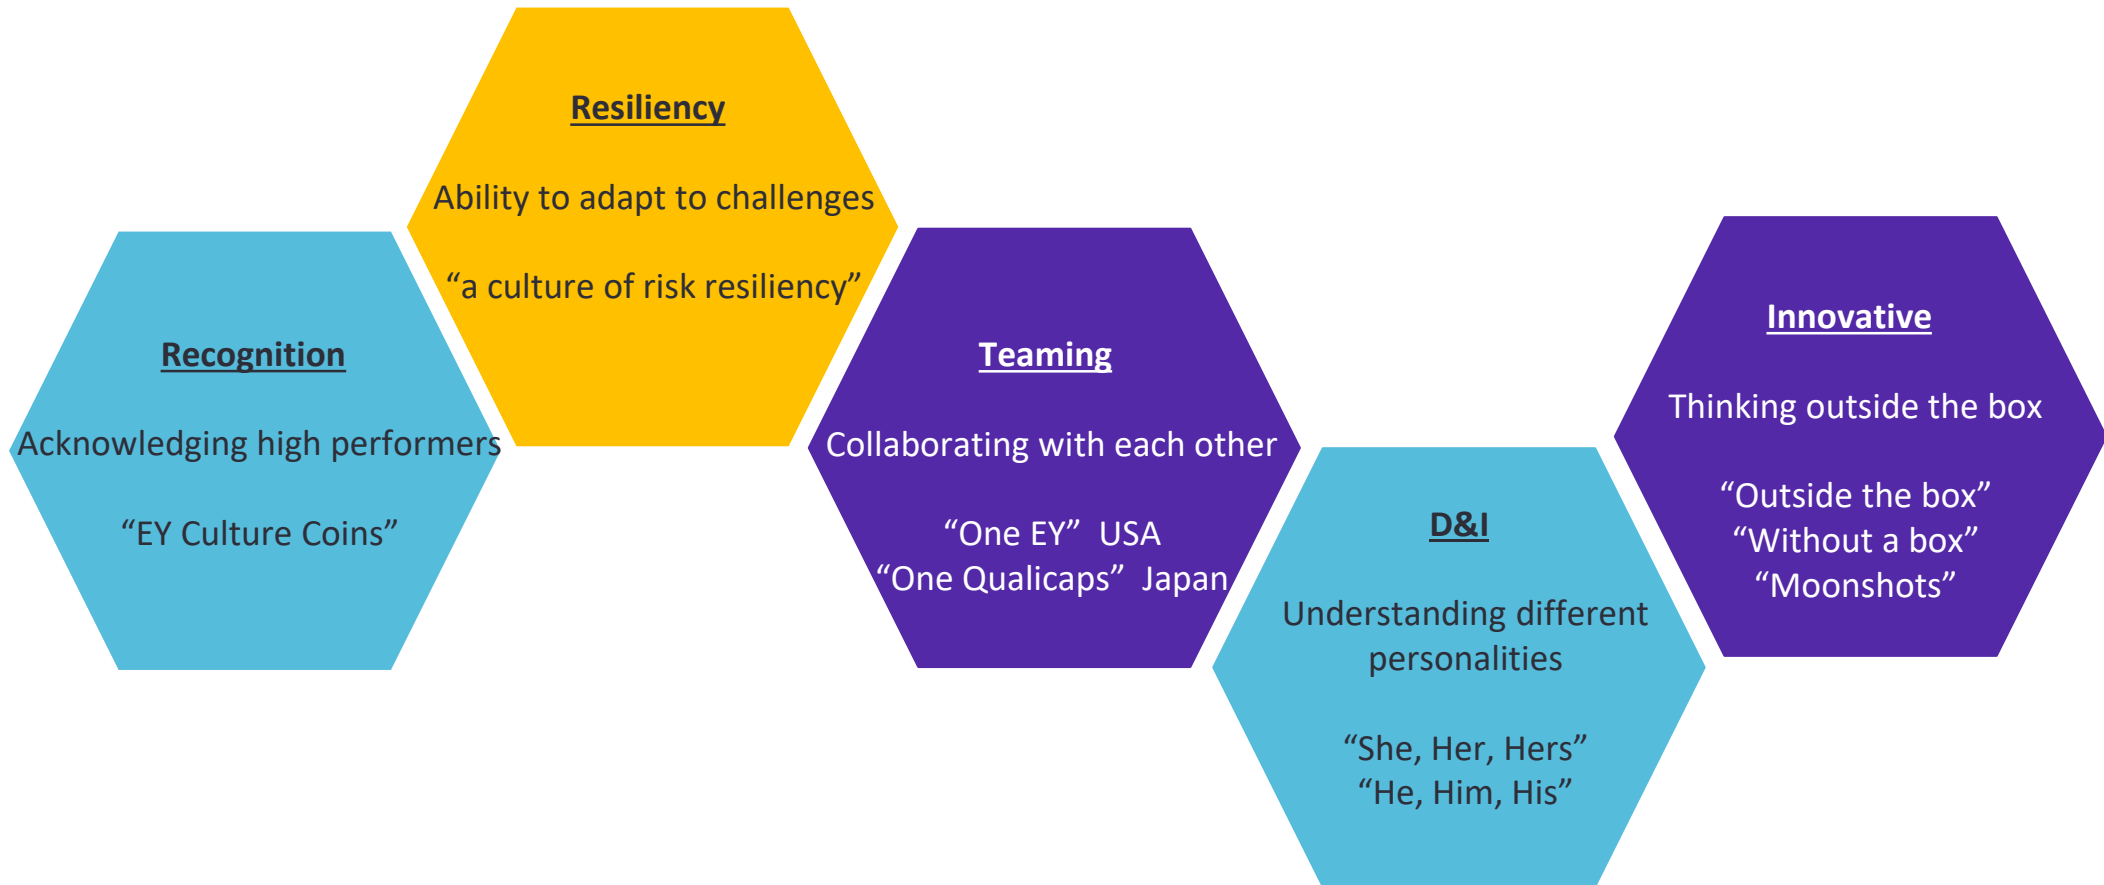 Recognition
Acknowledging high performers
“EY Culture Coins”
Resiliency
Ability to adapt to challenges
“a culture of risk resiliency”
Teaming
Collaborating with each other
“One EY”  USA
“One Qualicaps”  Japan
D&I
Understanding different
personalities
“She, Her, Hers”
“He, Him, His”
Innovative
Thinking outside the box
“Outside the box”
“Without a box”
“Moonshots”